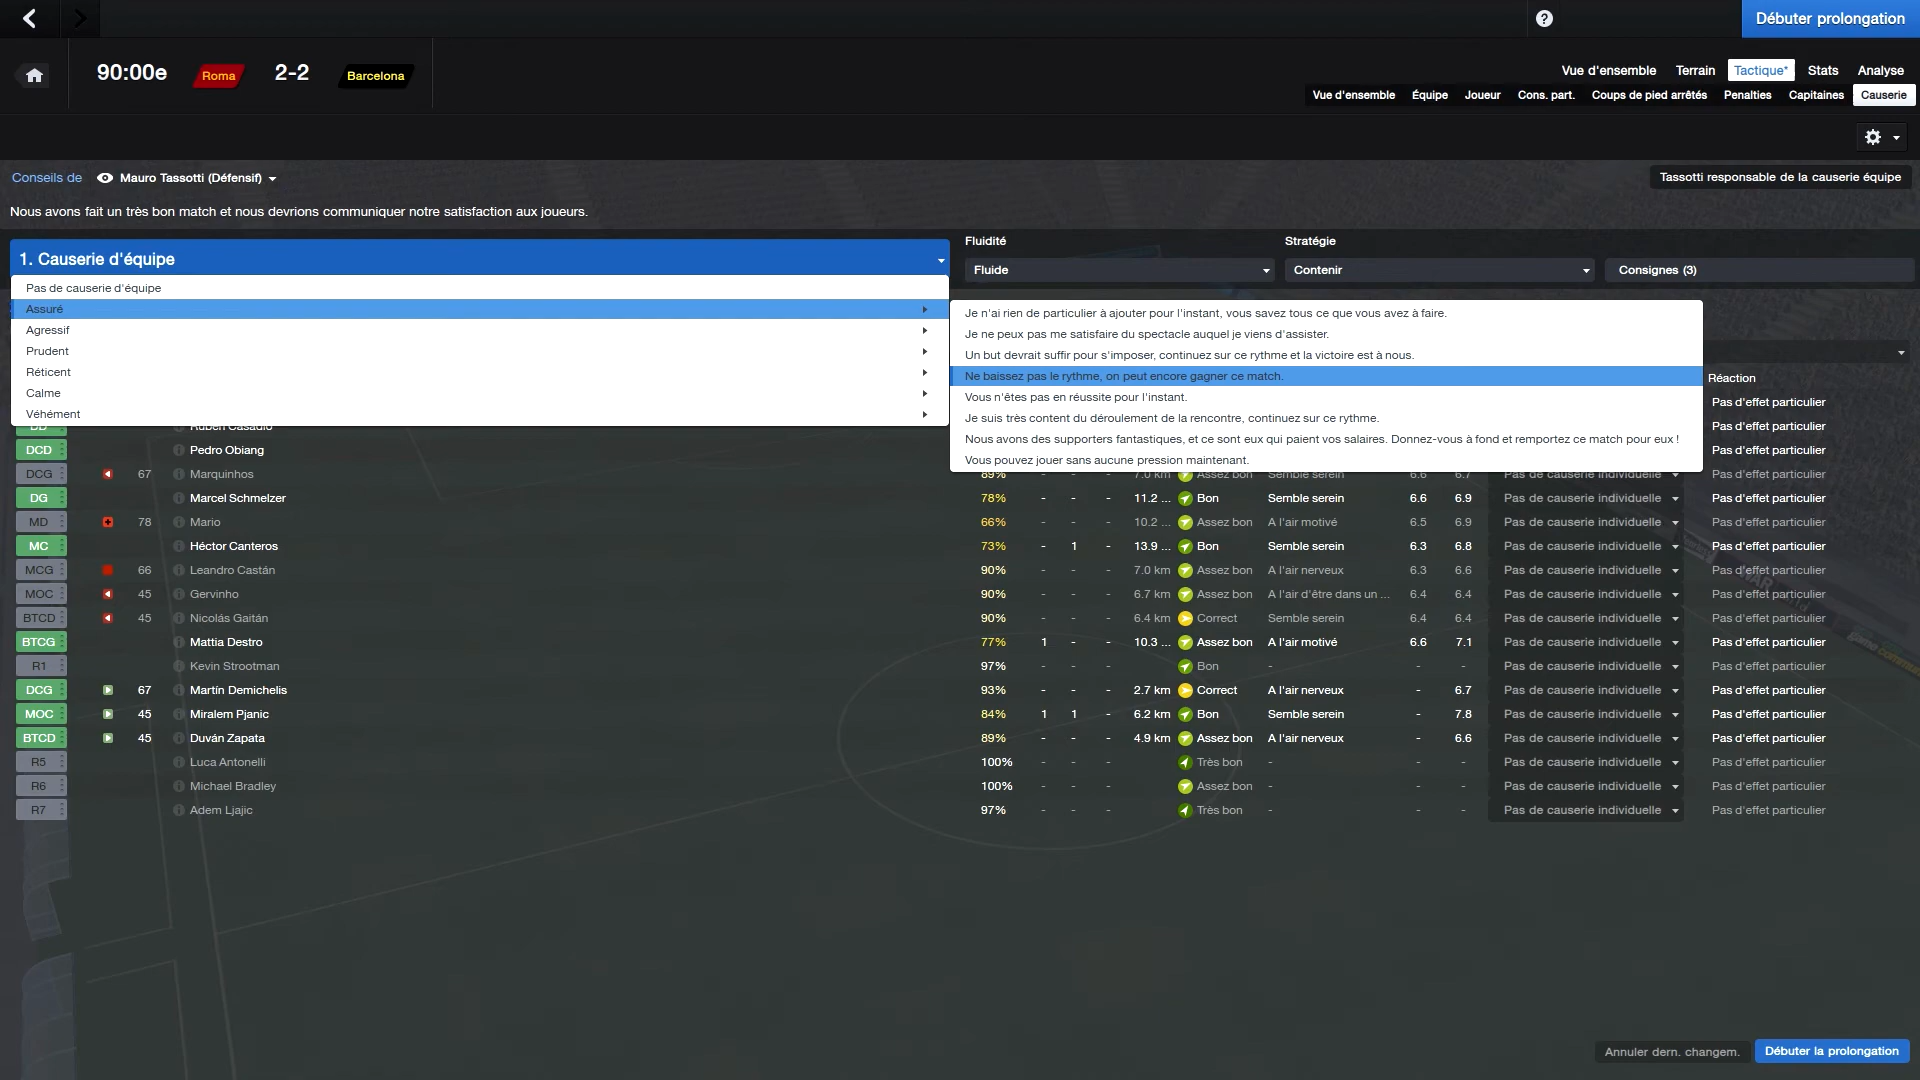 Débuter prolongation
90:00e Roma 2-2 Barcelona
Vue d'ensemble Terrain Tactique* Stats Analyse
Vue d'ensemble Équipe Joueur Cons. part. Coups de pied arrêtés Penalties Capitaines Causerie
Conseils de Mauro Tassotti (Défensif)
Tassotti responsable de la causerie équipe
Nous avons fait un très bon match et nous devrions communiquer notre satisfaction aux joueurs.
1. Causerie d'équipe
Fluidité Stratégie
Fluide Contenir Consignes (3)
Pas de causerie d'équipe
Assuré
Agressif
Prudent
Réticent
Calme
Véhément
Je n'ai rien de particulier à ajouter pour l'instant, vous savez tous ce que vous avez à faire.
Je ne peux pas me satisfaire du spectacle auquel je viens d'assister.
Un but devrait suffir pour s'imposer, continuez sur ce rythme et la victoire est à nous.
Ne baissez pas le rythme, on peut encore gagner ce match.
Vous n'êtes pas en réussite pour l'instant.
Je suis très content du déroulement de la rencontre, continuez sur ce rythme.
Nous avons des supporters fantastiques, et ce sont eux qui paient vos salaires. Donnez-vous à fond et remportez ce match pour eux !
Vous pouvez jouer sans aucune pression maintenant.
Réaction
Pas d'effet particulier
Pas d'effet particulier
DCD Pedro Obiang Pas d'effet particulier
DCG 67 Marquinhos 89% - - - 7.0 km Assez bon Semble serein 6.6 6.7 Pas de causerie individuelle Pas d'effet particulier
DG Marcel Schmelzer 78% - - - 11.2 ... Bon Semble serein 6.6 6.9 Pas de causerie individuelle Pas d'effet particulier
MD 78 Mario 66% - - - 10.2 ... Assez bon A l'air motivé 6.5 6.9 Pas de causerie individuelle Pas d'effet particulier
MC Héctor Canteros 73% - 1 - 13.9 ... Bon Semble serein 6.3 6.8 Pas de causerie individuelle Pas d'effet particulier
MCG 66 Leandro Castán 90% - - - 7.0 km Assez bon A l'air nerveux 6.3 6.6 Pas de causerie individuelle Pas d'effet particulier
MOC 45 Gervinho 90% - - - 6.7 km Assez bon A l'air d'être dans un ... 6.4 6.4 Pas de causerie individuelle Pas d'effet particulier
BTCD 45 Nicolás Gaitán 90% - - - 6.4 km Correct Semble serein 6.4 6.4 Pas de causerie individuelle Pas d'effet particulier
BTCG Mattia Destro 77% 1 - - 10.3 ... Assez bon A l'air motivé 6.6 7.1 Pas de causerie individuelle Pas d'effet particulier
R1 Kevin Strootman 97% - - - Bon - - - Pas de causerie individuelle Pas d'effet particulier
DCG 67 Martín Demichelis 93% - - - 2.7 km Correct A l'air nerveux - 6.7 Pas de causerie individuelle Pas d'effet particulier
MOC 45 Miralem Pjanic 84% 1 1 - 6.2 km Bon Semble serein - 7.8 Pas de causerie individuelle Pas d'effet particulier
BTCD 45 Duván Zapata 89% - - - 4.9 km Assez bon A l'air nerveux - 6.6 Pas de causerie individuelle Pas d'effet particulier
R5 Luca Antonelli 100% - - - Très bon - - - Pas de causerie individuelle Pas d'effet particulier
R6 Michael Bradley 100% - - - Assez bon - - - Pas de causerie individuelle Pas d'effet particulier
R7 Adem Ljajic 97% - - - Très bon - - - Pas de causerie individuelle Pas d'effet particulier
Annuler dern. changem. Débuter la prolongation